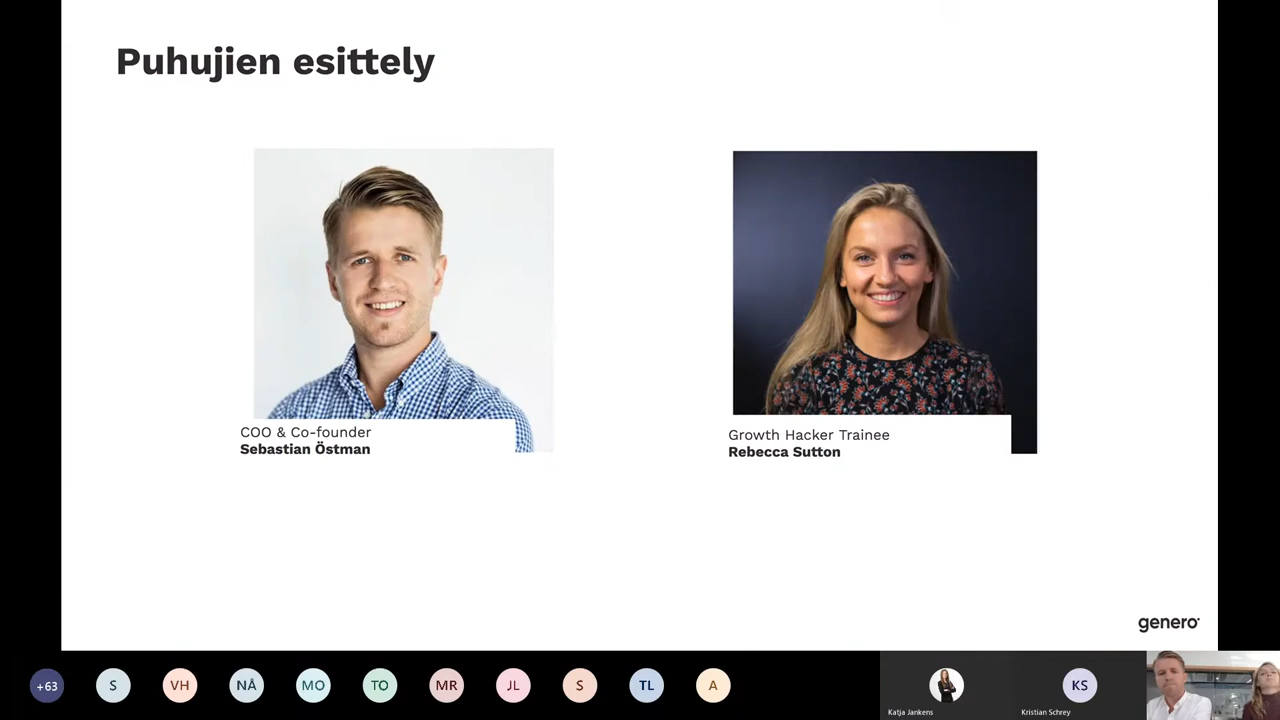 Puhujien esittely
COO & Co-founder
Sebastian Östman
Growth Hacker Trainee
Rebecca Sutton
genero
+63
S
VH
NÅ
MO
TO
MR
JL
S
TL
A
Katja Jankens
KS
Kristian Schrey